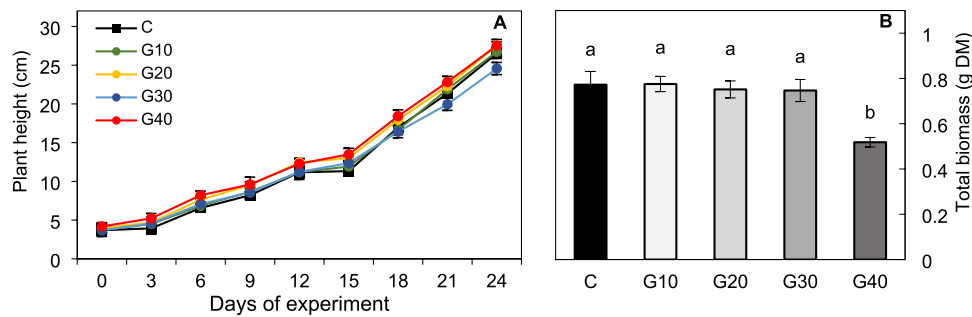 A
Plant height (cm)
30
25
20
15
10
5
0
C
G10
G20
G30
G40
0 3 6 9 12 15 18 21 24
Days of experiment
B
a a a a b
1
0.8
0.6
0.4
0.2
0
Total biomass (g DM)
C G10 G20 G30 G40